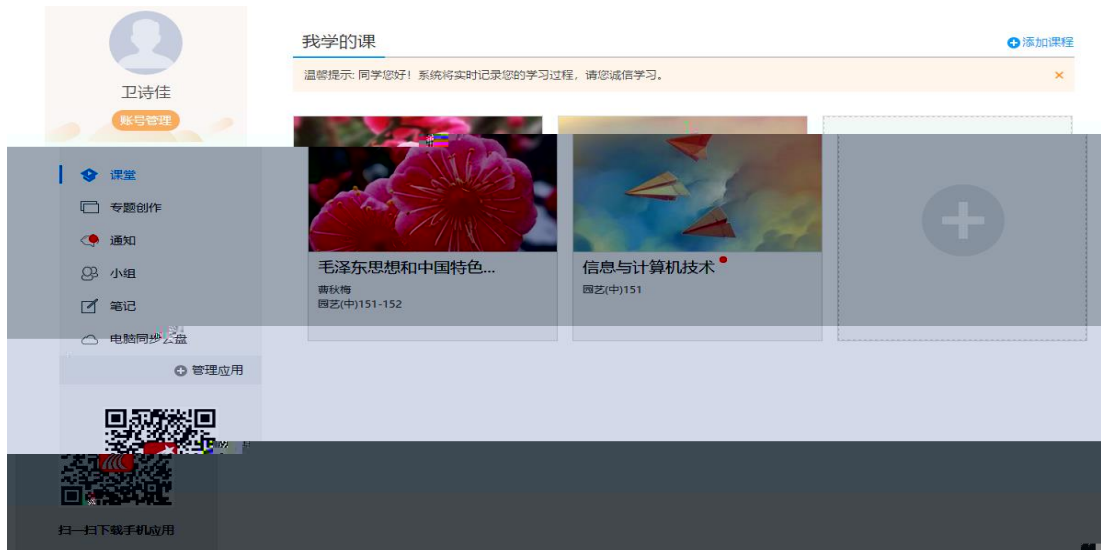 卫诗佳
账号管理
课堂
专题创作
通知
小组
笔记
电脑同步云盘
管理应用
扫一扫下载手机应用
我学的课
添加课程
温馨提示: 同学您好！系统将实时记录您的学习过程，请您诚信学习。
毛泽东思想和中国特色...
曹秋梅
园艺(中)151-152
信息与计算机技术
园艺(中)151